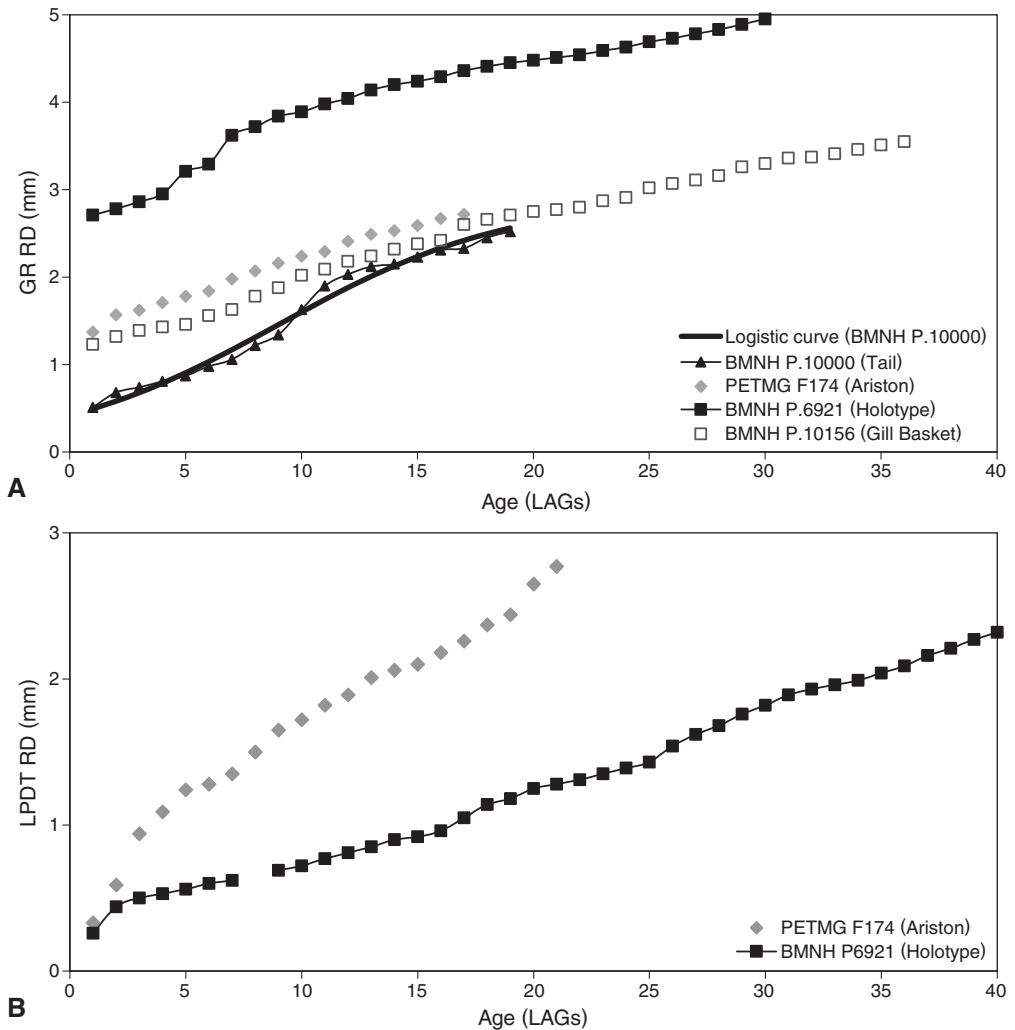 5
4
3
2
1
0
GR RD (mm)
Logistic curve (BMNH P.10000)
BMNH P.10000 (Tail)
PETMG F174 (Ariston)
BMNH P.6921 (Holotype)
BMNH P.10156 (Gill Basket)
0 5 10 15 20 25 30 35 40
Age (LAGs)
A
3
2
1
0
LPDT RD (mm)
PETMG F174 (Ariston)
BMNH P6921 (Holotype)
0 5 10 15 20 25 30 36 40
Age (LAGs)
B